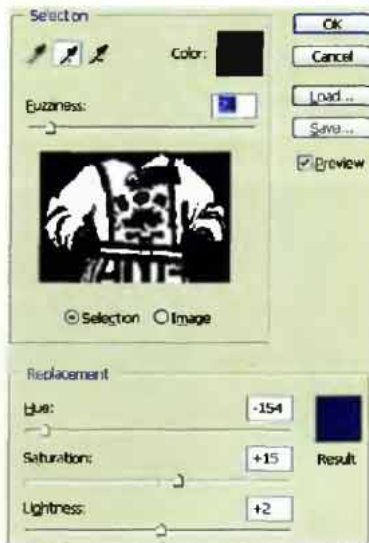 Selection
OK
Color:
Cancel
Fuzziness:
Load...
Save...
Preview
Selection Image
Replacement
Hue: -154
Saturation: +15 Result
Lightness: +2